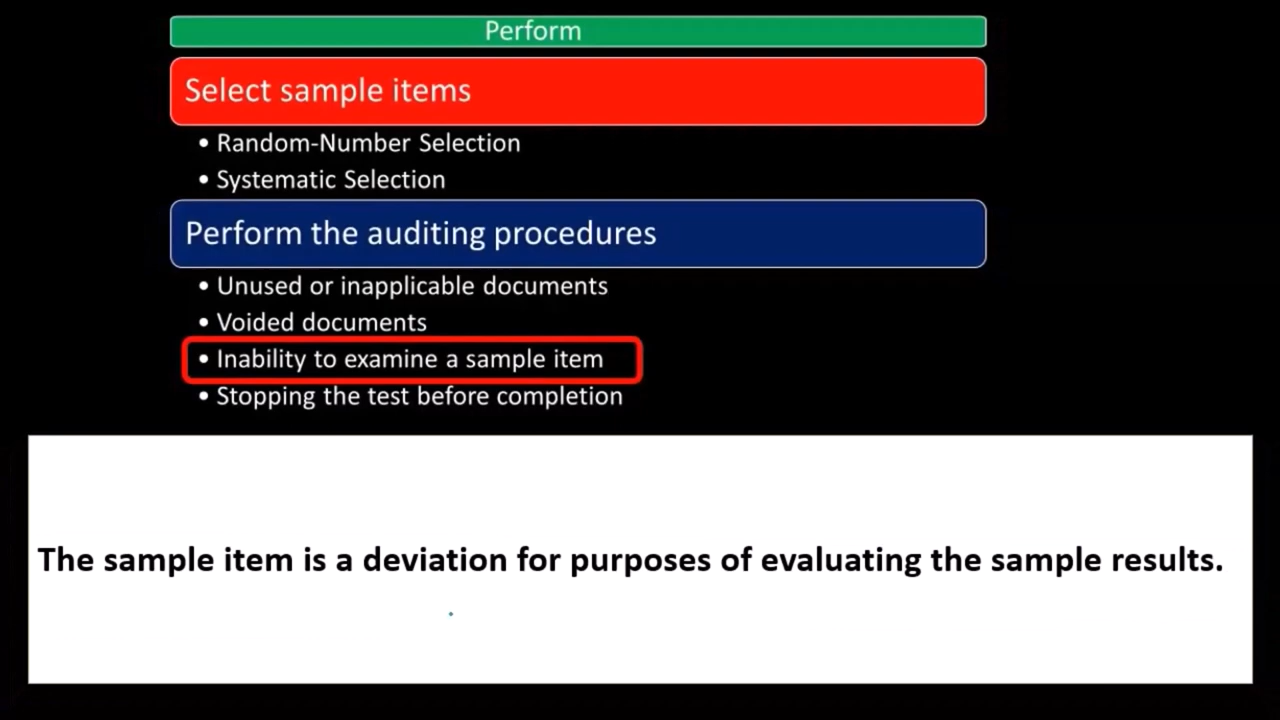 Perform
Select sample items
• Random-Number Selection
• Systematic Selection
Perform the auditing procedures
• Unused or inapplicable documents
• Voided documents
• Inability to examine a sample item
• Stopping the test before completion
The sample item is a deviation for purposes of evaluating the sample results.